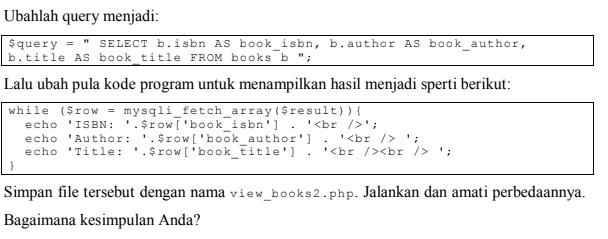 Ubahlah query menjadi:
$query = " SELECT b.isbn AS book_isbn, b.author AS book_author,
b.title AS book_title FROM books b ";
Lalu ubah pula kode program untuk menampilkan hasil menjadi sperti berikut:
while ($row = mysqli_fetch_array($result)){
echo 'ISBN: '.$row['book_isbn'] . '<br />';
echo 'Author: '.$row['book_author'] . '<br /> ';
echo 'Title: '.$row['book_title'] . '<br /><br /> ';
}
Simpan file tersebut dengan nama view_books2.php. Jalankan dan amati perbedaannya.
Bagaimana kesimpulan Anda?